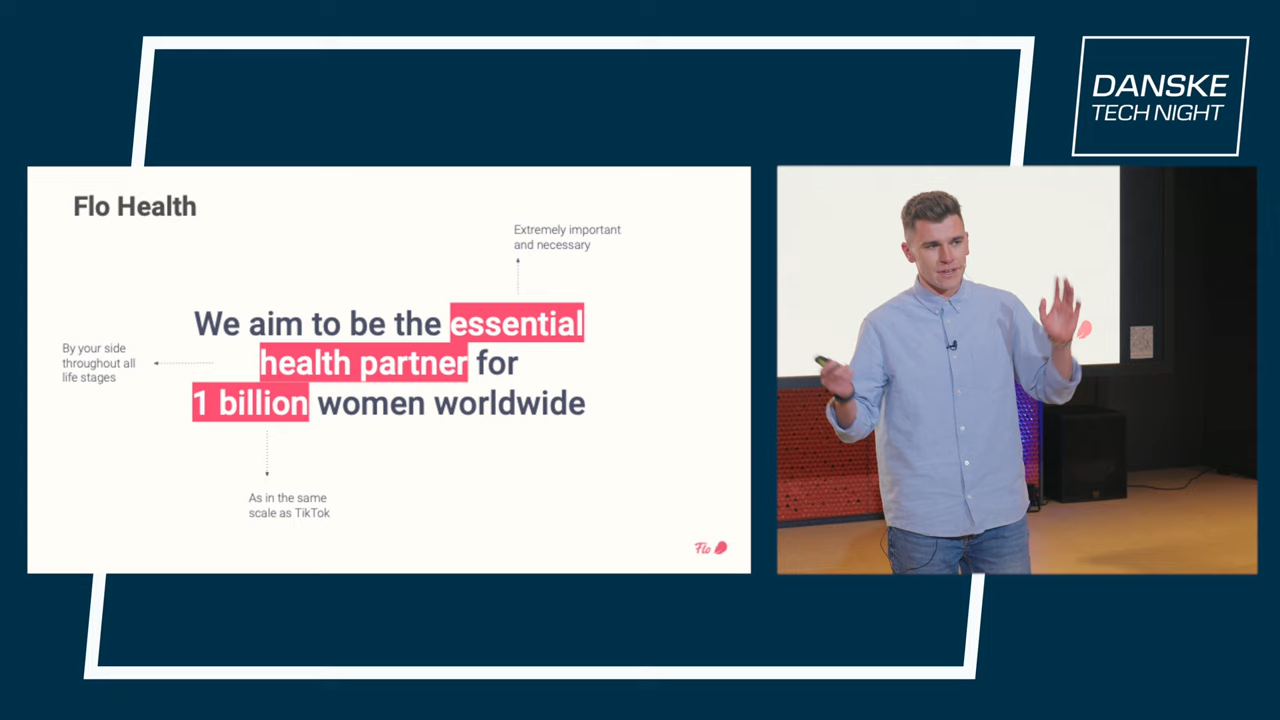 DANSKE
TECH NIGHT
Flo Health
Extremely important
and necessary
We aim to be the essential
health partner for
1 billion women worldwide
By your side
throughout all
life stages
As in the same
scale as TikTok
Flo